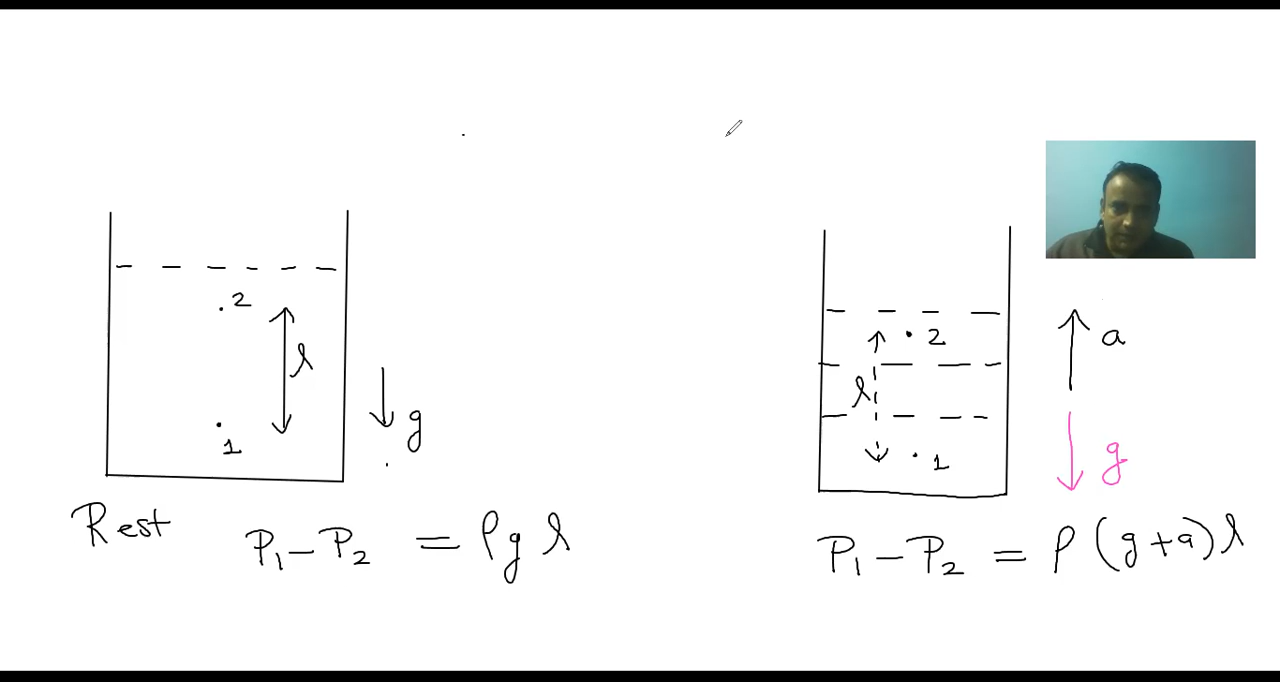 2
l
1
g
Rest
P₁ - P₂ = ρgl
2
l
1
a
g
P₁ - P₂ = ρ(g+a)l